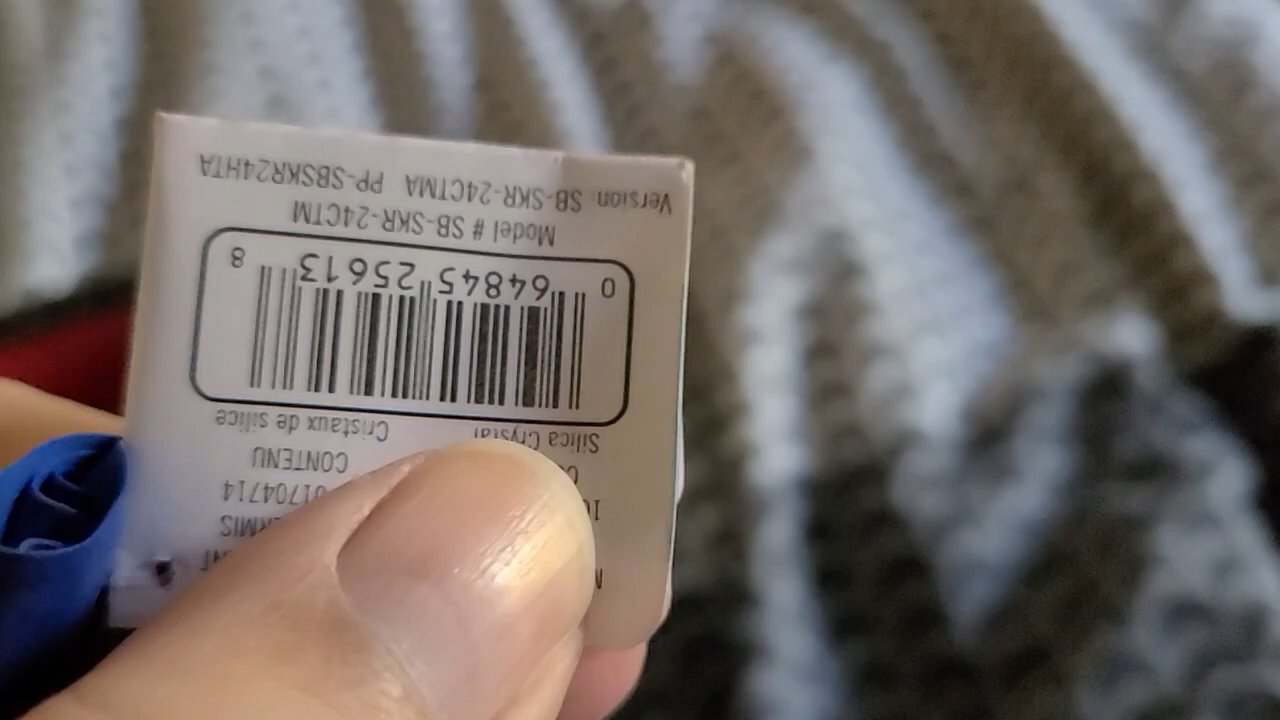 01704714
CONTENU
Silica Crystal Cristaux de silice
0 64845 25613 8
Model # SB-SKR-24CTM
Version: SB-SKR-24CTMA PP-SBSKR24HTA